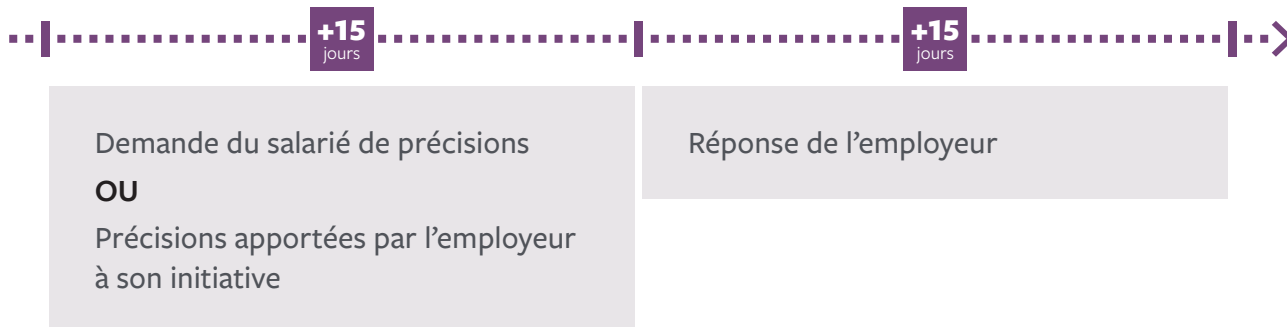 +15
jours
+15
jours
Demande du salarié de précisions
OU
Précisions apportées par l’employeur
à son initiative
Réponse de l’employeur